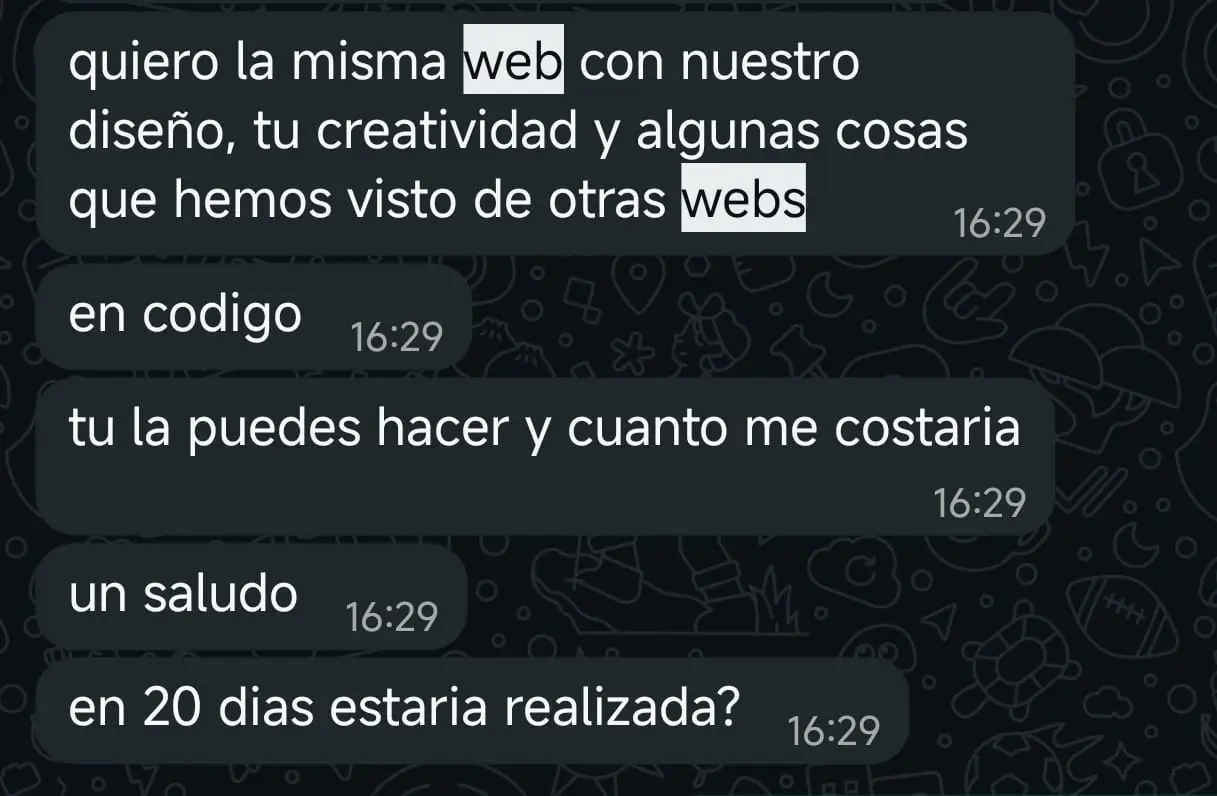 quiero la misma web con nuestro
diseño, tu creatividad y algunas cosas
que hemos visto de otras webs
16:29
en codigo
16:29
tu la puedes hacer y cuanto me costaria
16:29
un saludo
16:29
en 20 dias estaria realizada?
16:29